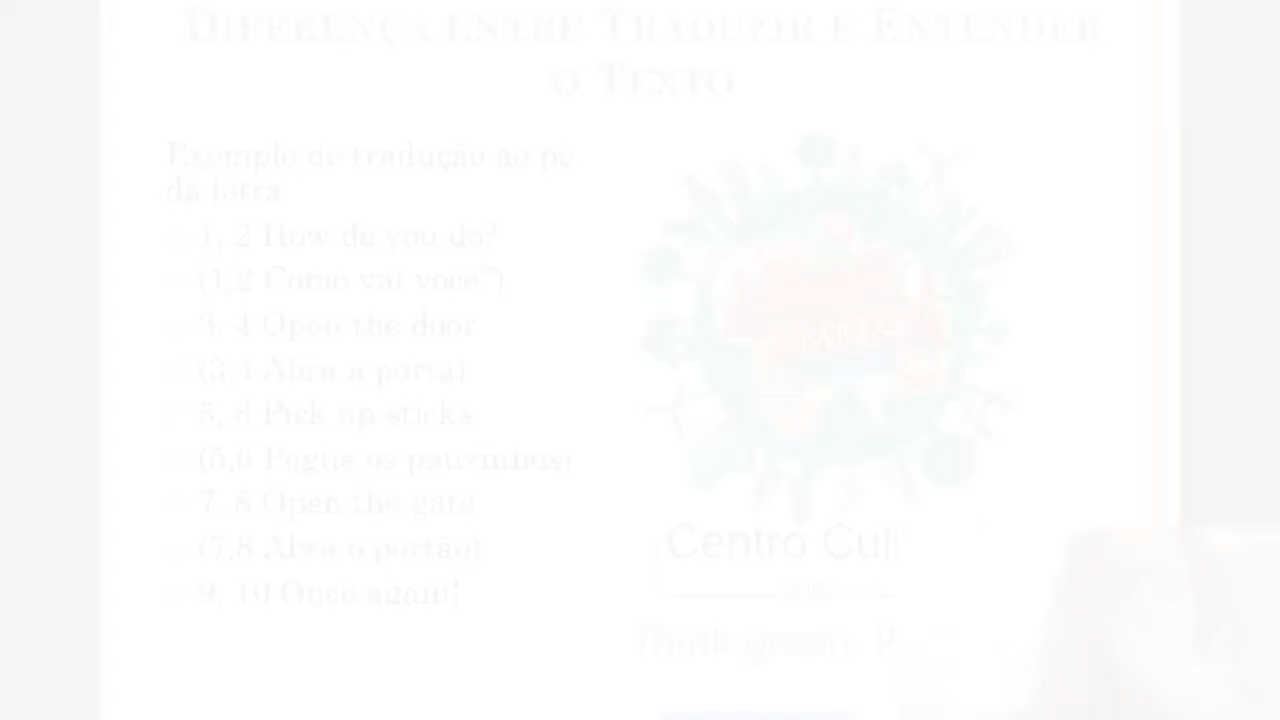 DIFERENÇA ENTRE TRADUZIR E ENTENDER
O TEXTO
Exemplo de tradução ao pé
da letra
1, 2 How do you do?
(1,2 Como vai você?)
3, 4 Open the door
(3,4 Abra a porta)
5, 6 Pick up sticks
(5,6 Pegue os pauzinhos)
7, 8 Open the gate
(7,8 Abra o portão)
9, 10 Once again!
Centro Cul
Think green!